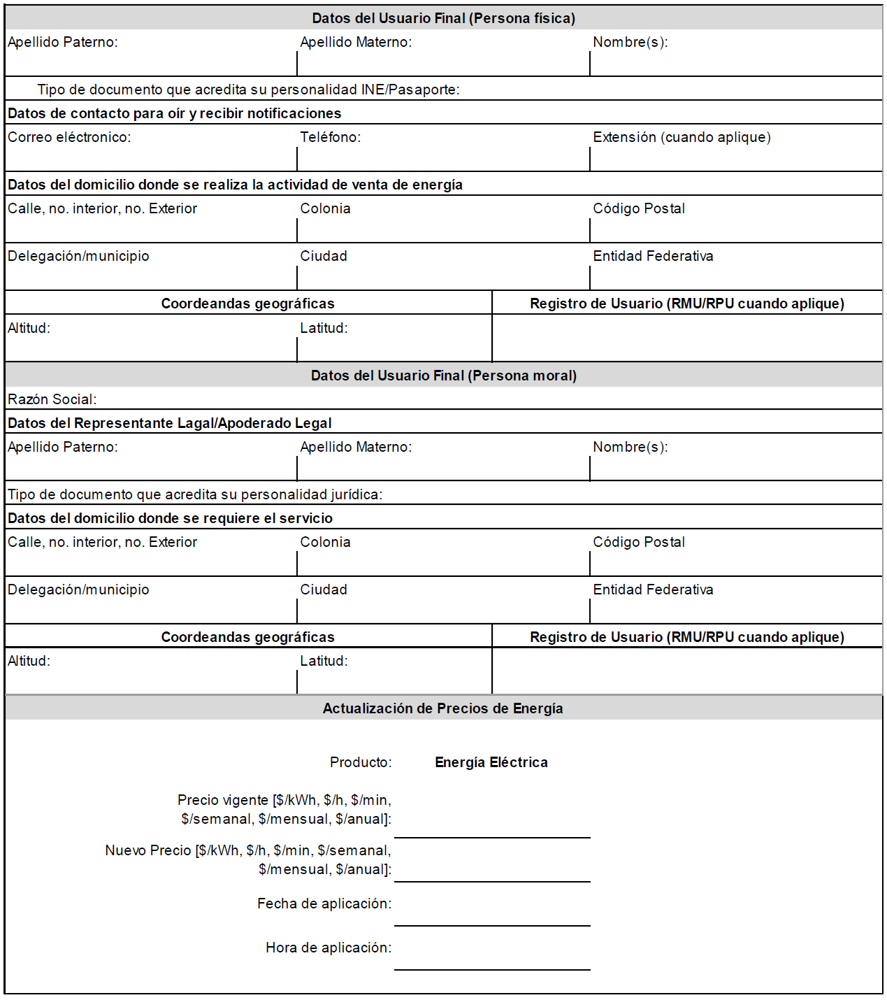 Datos del Usuario Final (Persona física)
Apellido Paterno: Apellido Materno: Nombre(s):
Tipo de documento que acredita su personalidad INE/Pasaporte:
Datos de contacto para oír y recibir notificaciones
Correo eléctronico: Teléfono: Extensión (cuando aplique)
Datos del domicilio donde se realiza la actividad de venta de energía
Calle, no. interior, no. Exterior Colonia Código Postal
Delegación/municipio Ciudad Entidad Federativa
Coordeandas geográficas Registro de Usuario (RMU/RPU cuando aplique)
Altitud: Latitud:
Datos del Usuario Final (Persona moral)
Razón Social:
Datos del Representante Lagal/Apoderado Legal
Apellido Paterno: Apellido Materno: Nombre(s):
Tipo de documento que acredita su personalidad jurídica:
Datos del domicilio donde se requiere el servicio
Calle, no. interior, no. Exterior Colonia Código Postal
Delegación/municipio Ciudad Entidad Federativa
Coordeandas geográficas Registro de Usuario (RMU/RPU cuando aplique)
Altitud: Latitud:
Actualización de Precios de Energía
Producto: Energía Eléctrica
Precio vigente [$/kWh, $/h, $/min,
$/semanal, $/mensual, $/anual]:
Nuevo Precio [$/kWh, $/h, $/min, $/semanal,
$/mensual, $/anual]:
Fecha de aplicación:
Hora de aplicación: